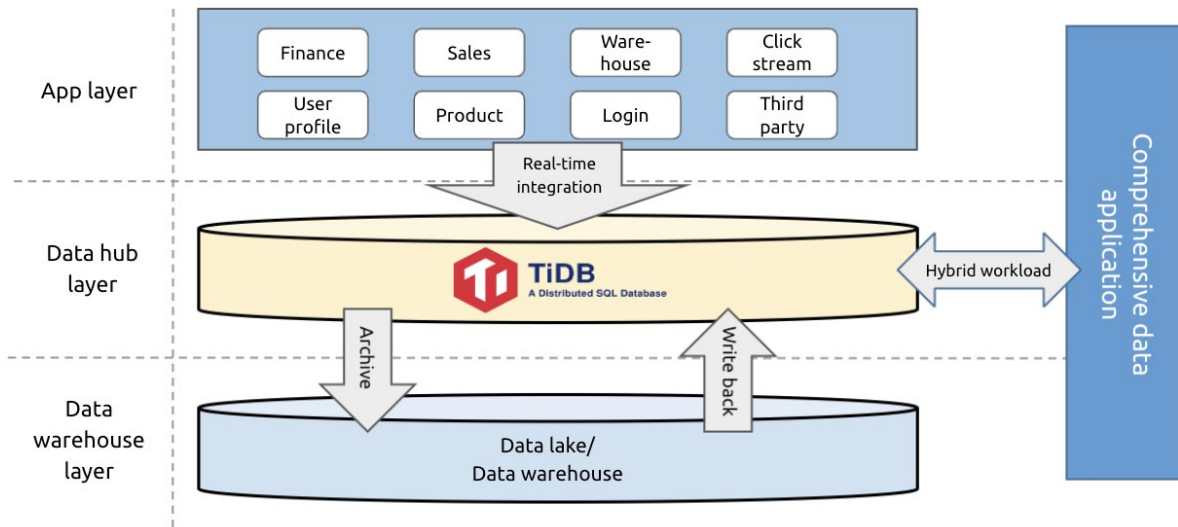 App layer
Finance
Sales
Ware-
house
Click
stream
User
profile
Product
Login
Third
party
Real-time
integration
Data hub
layer
Ti
TiDB
A Distributed SQL Database
Hybrid workload
Comprehensive data
application
Archive
Write back
Data
warehouse
layer
Data lake/
Data warehouse